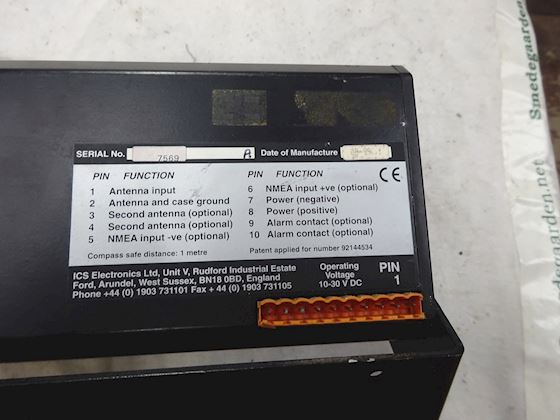 SERIAL No. 7569 A Date of Manufacture
PIN FUNCTION
1 Antenna input
2 Antenna and case ground
3 Second antenna (optional)
4 Second antenna (optional)
5 NMEA input -ve (optional)
PIN FUNCTION
6 NMEA input +ve (optional)
7 Power (negative)
8 Power (positive)
9 Alarm contact (optional)
10 Alarm contact (optional)
CE
Compass safe distance: 1 metre
Patent applied for number 92144534
ICS Electronics Ltd, Unit V, Rudford Industrial Estate
Ford, Arundel, West Sussex, BN18 0BD, England
Phone +44 (0) 1903 731101 Fax + 44 (0) 1903 731105
Operating
Voltage
10-30 V DC
PIN
1
Smedegaarden.net
Smedegaarden